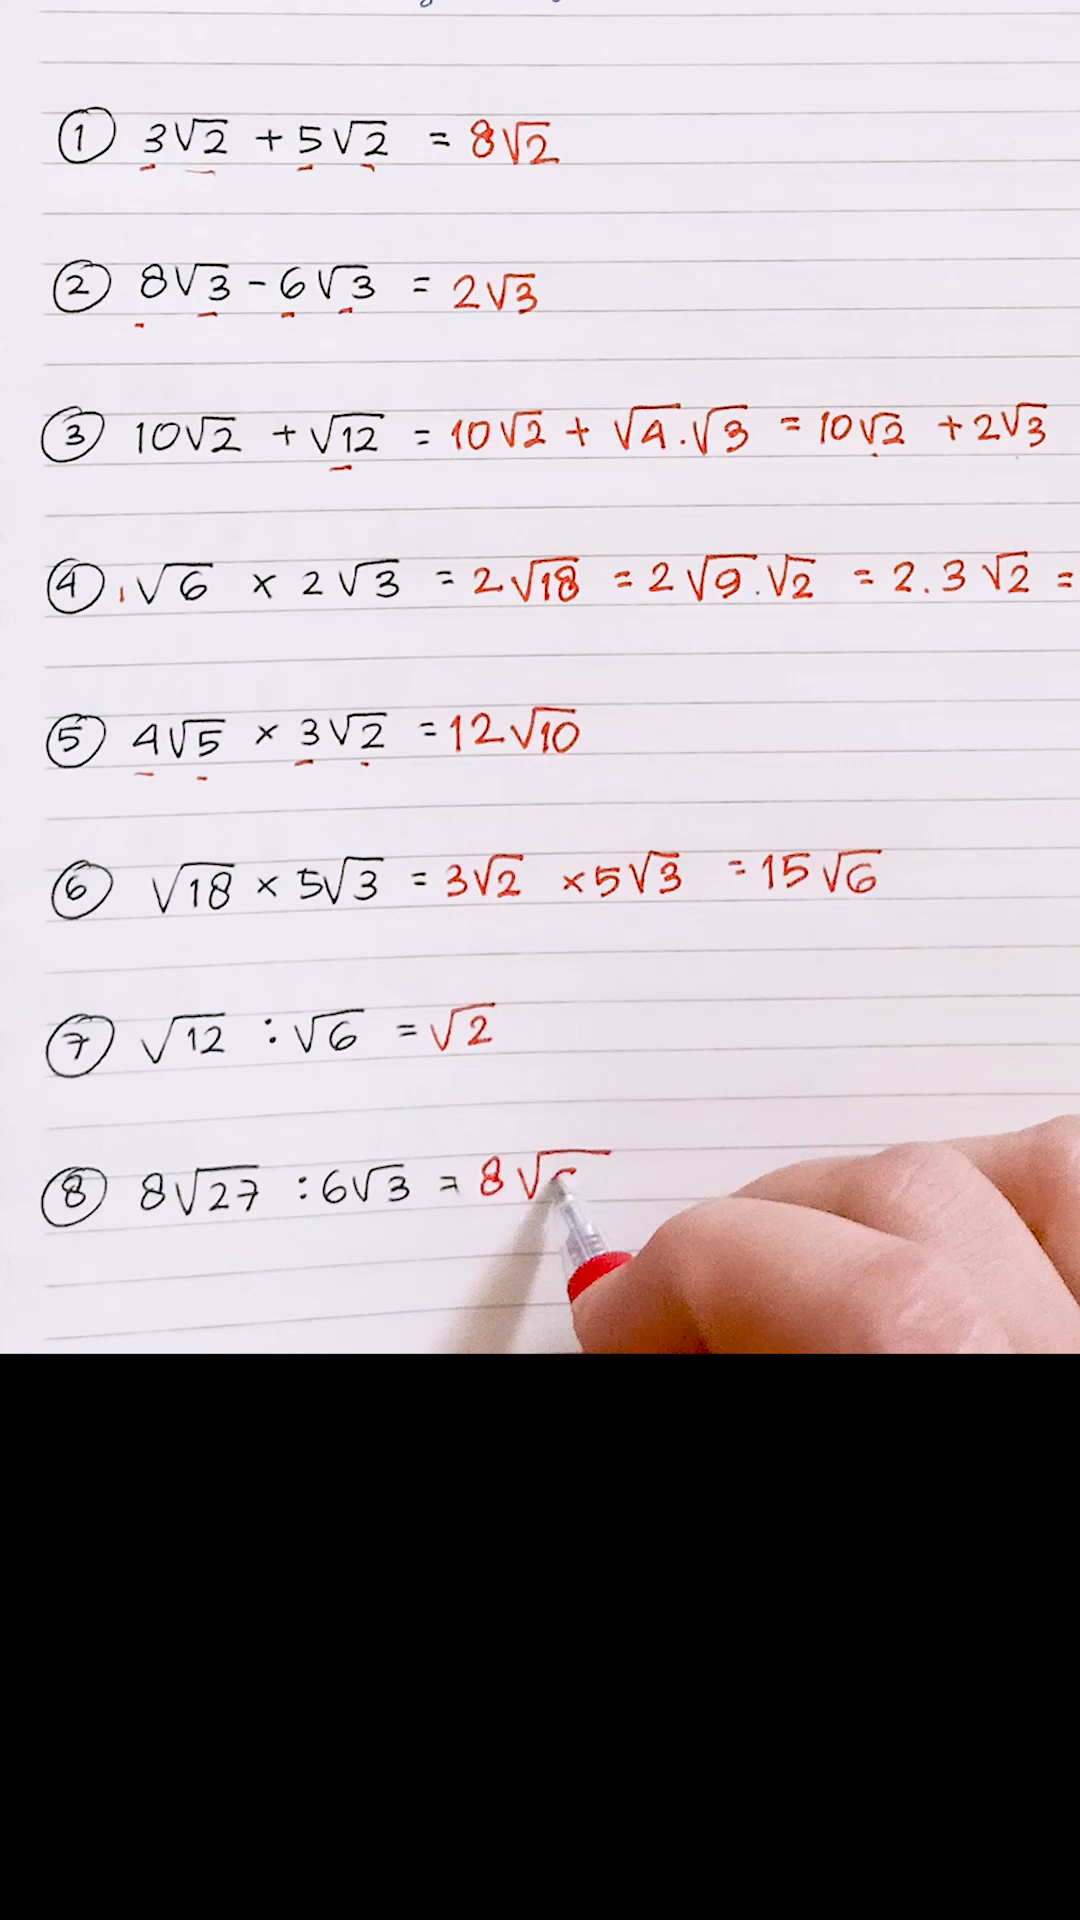 ① 3√2 + 5√2 = 8√2
② 8√3 - 6√3 = 2√3
③ 10√2 + √12 = 10√2 + √4.√3 = 10√2 + 2√3
④ 1√6 × 2√3 = 2√18 = 2√9.√2 = 2.3√2 =
⑤ 4√5 × 3√2 = 12√10
⑥ √18 × 5√3 = 3√2 × 5√3 = 15√6
⑦ √12 : √6 = √2
⑧ 8√27 : 6√3 = 8√